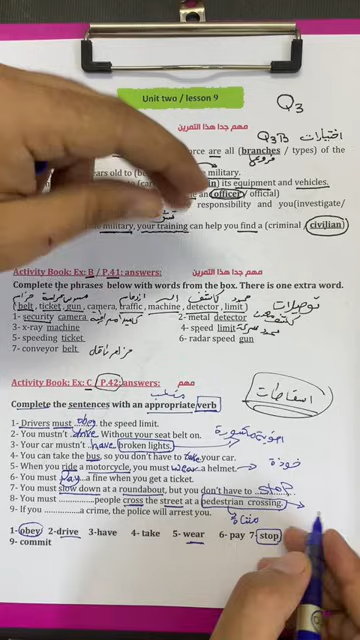 Unit two / lesson 9
Q3
مهم جدا هذا التمرين
اختيارات Q3B
rce are all (branches / types) of the
فروع
ears old to (be military.
to (ca in) its equipment and vehicles.
an (officer official)
responsibility and you(investigate/
military, your training can help you find a (criminal / civilian
Activity Book: Ex: B / P.41: answers:
مهم جدا هذا التمرين
Complete the phrases below with words from the box. There is one extra word.
توصيلات
( belt, ticket, gun, camera, traffic, machine, detector, limit )
1- security camera 2- metal detector
3- x-ray machine 4- speed limit
5- speeding ticket 6- radar speed gun
7- conveyor belt حزام ناقل
Activity Book: Ex: C / P.42: answers: مهم
اسقاطات
Complete the sentences with an appropriate verb
1- Drivers must obey the speed limit.
2- You mustn't drive Without your seat belt on.
3- Your car mustn't have broken lights.
4- You can take the bus, so you don't have to take your car.
5- When you ride a motorcycle, you must wear a helmet. خوذة
6- You must pay a fine when you get a ticket.
7- You must slow down at a roundabout, but you don't have to stop.
8- You must ............ people cross the street at a pedestrian crossing.
9- If you ................a crime, the police will arrest you.
1-obey 2-drive 3-have 4- take 5- wear 6- pay 7- stop
9- commit